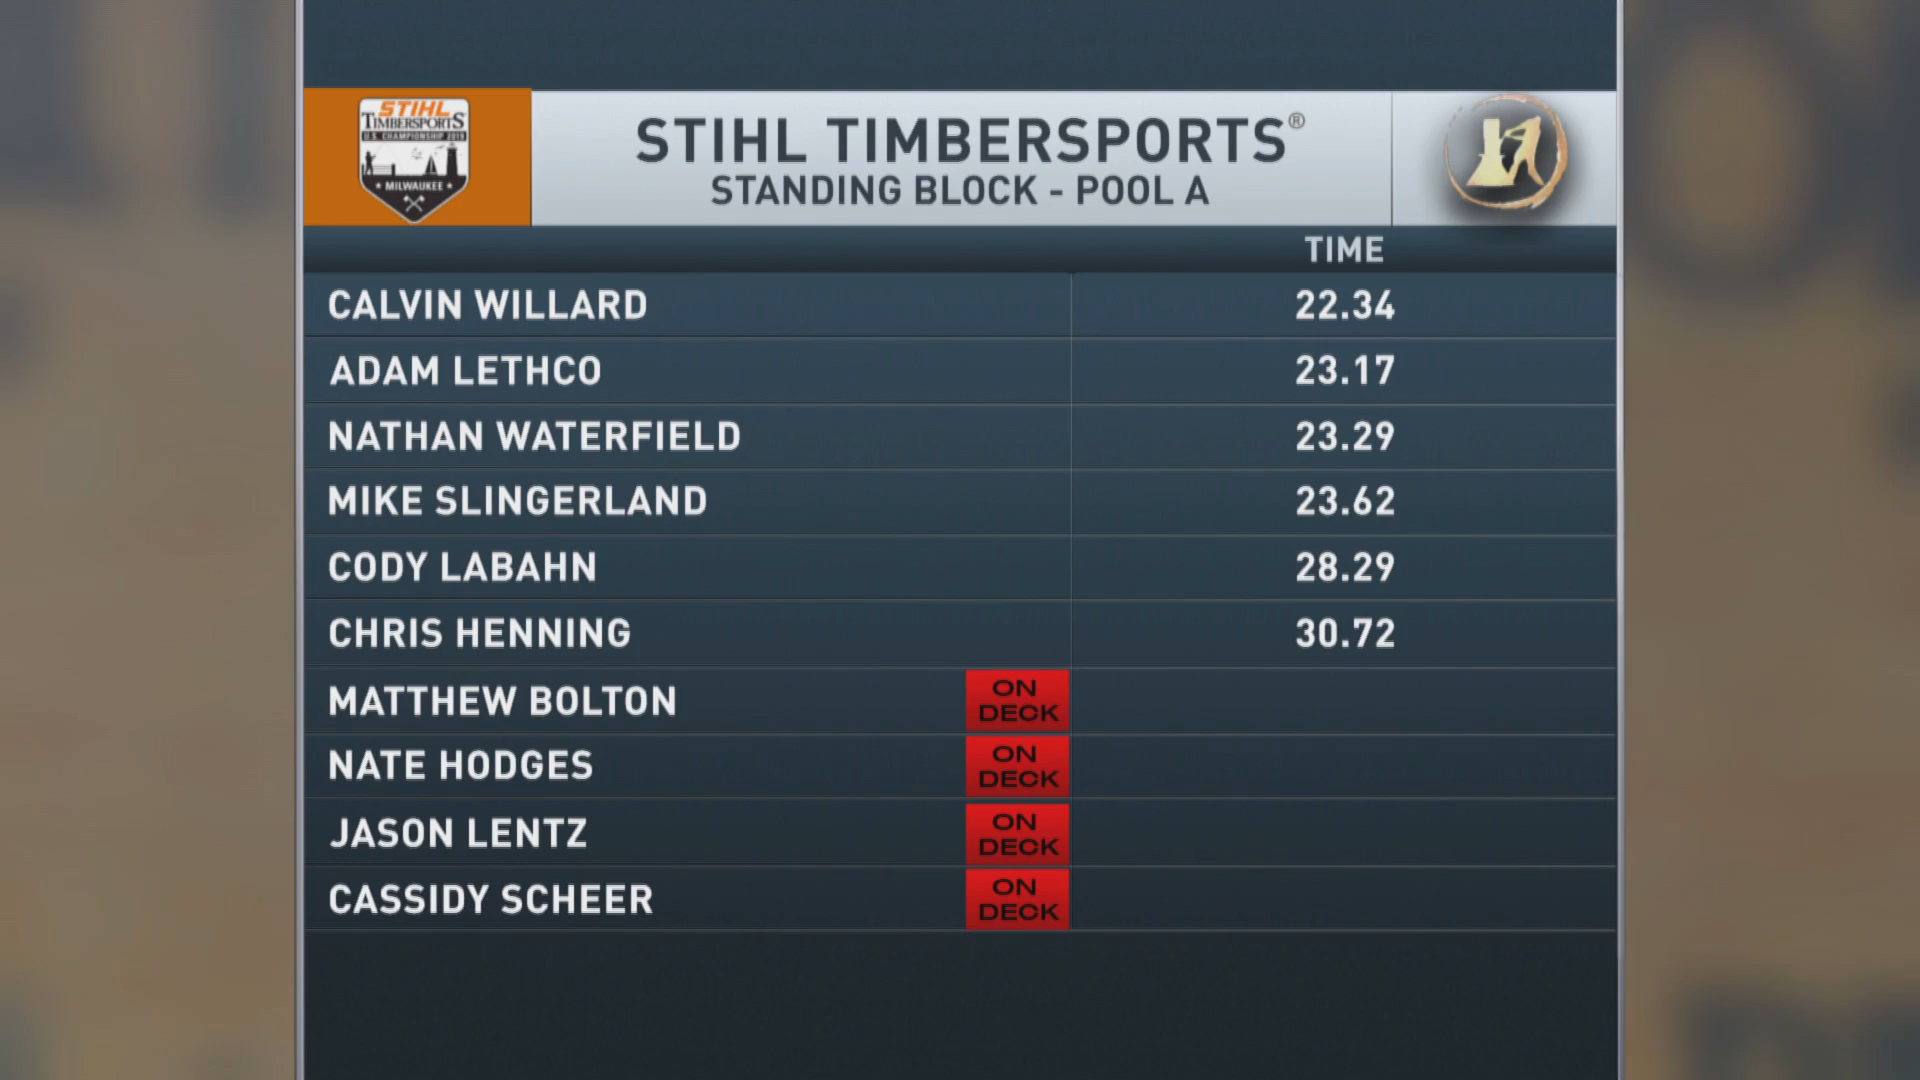 STIHL
TIMBERSPORTS
U.S. CHAMPIONSHIP 2019
MILWAUKEE
STIHL TIMBERSPORTS®
STANDING BLOCK - POOL A
TIME
CALVIN WILLARD 22.34
ADAM LETHCO 23.17
NATHAN WATERFIELD 23.29
MIKE SLINGERLAND 23.62
CODY LABAHN 28.29
CHRIS HENNING 30.72
MATTHEW BOLTON ON DECK
NATE HODGES ON DECK
JASON LENTZ ON DECK
CASSIDY SCHEER ON DECK